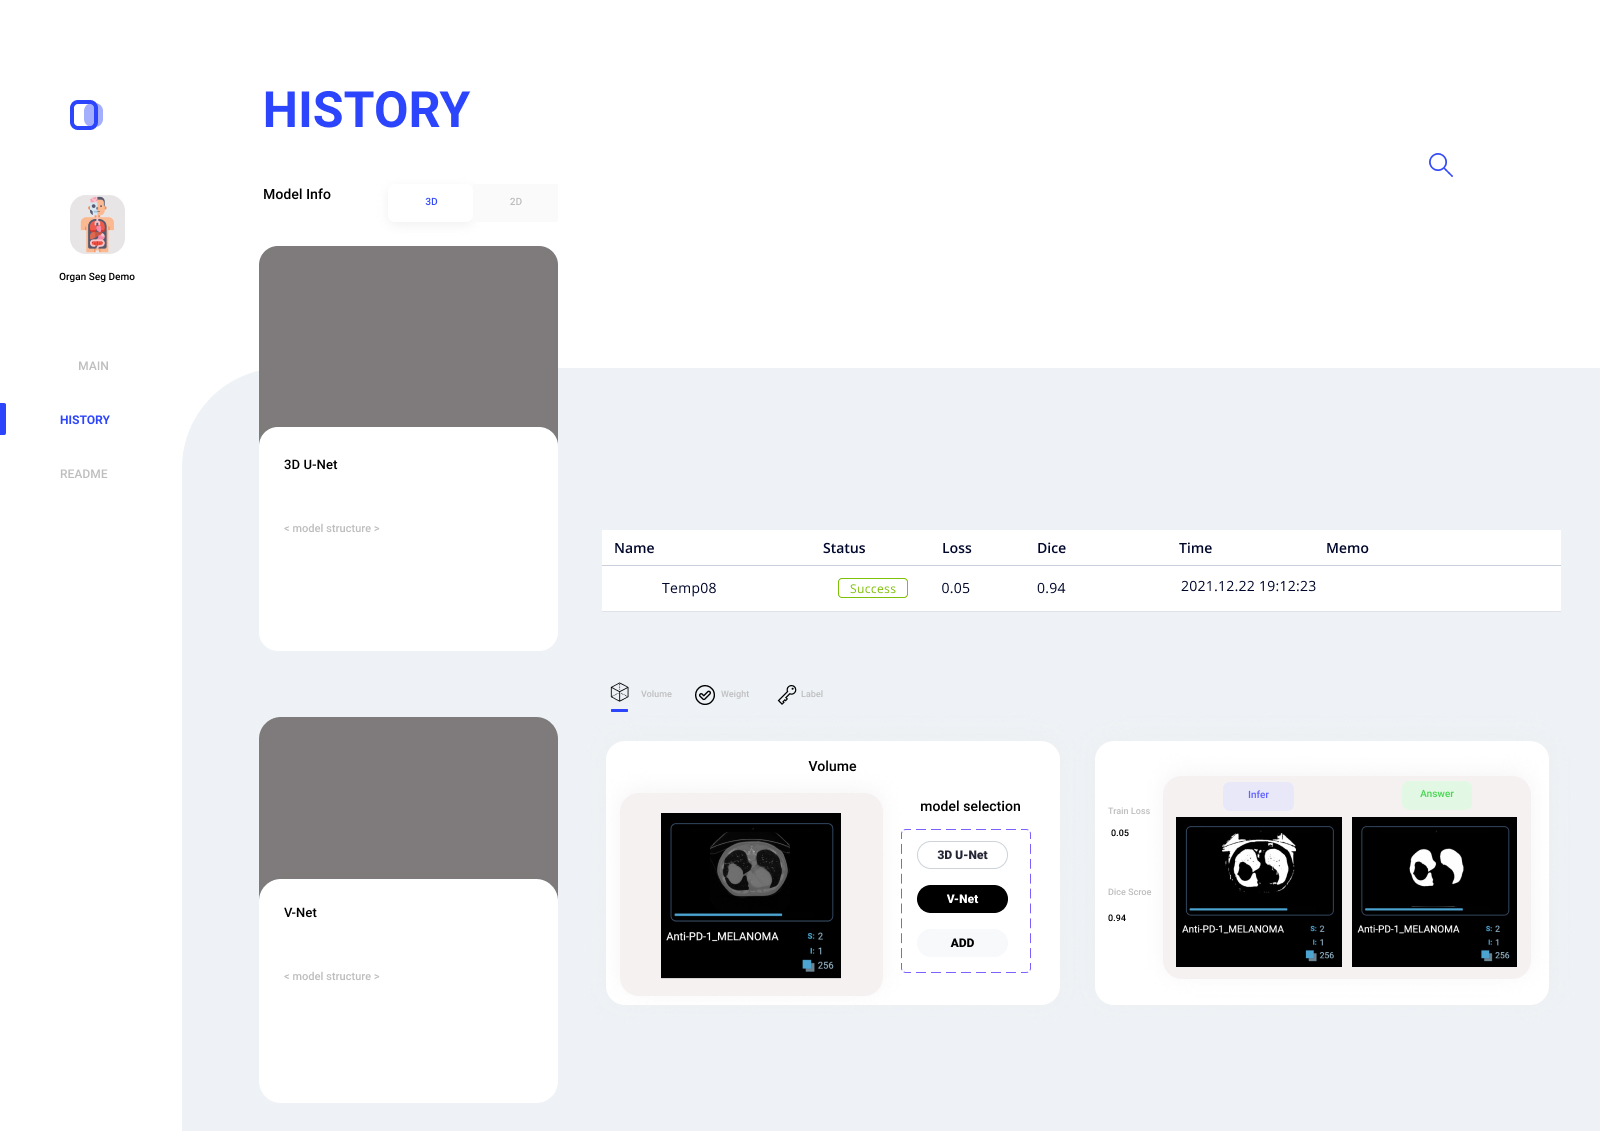 HISTORY
Model Info
3D
2D
Organ Seg Demo
MAIN
HISTORY
README
3D U-Net
< model structure >
Name Status Loss Dice Time Memo
Temp08 Success 0.05 0.94 2021.12.22 19:12:23
Volume Weight Label
V-Net
< model structure >
Volume
model selection
3D U-Net
V-Net
ADD
Anti-PD-1_MELANOMA
S: 2
I: 1
256
Train Loss
0.05
Dice Scroe
0.94
Infer
Answer
Anti-PD-1_MELANOMA
S: 2
I: 1
256
Anti-PD-1_MELANOMA
S: 2
I: 1
256